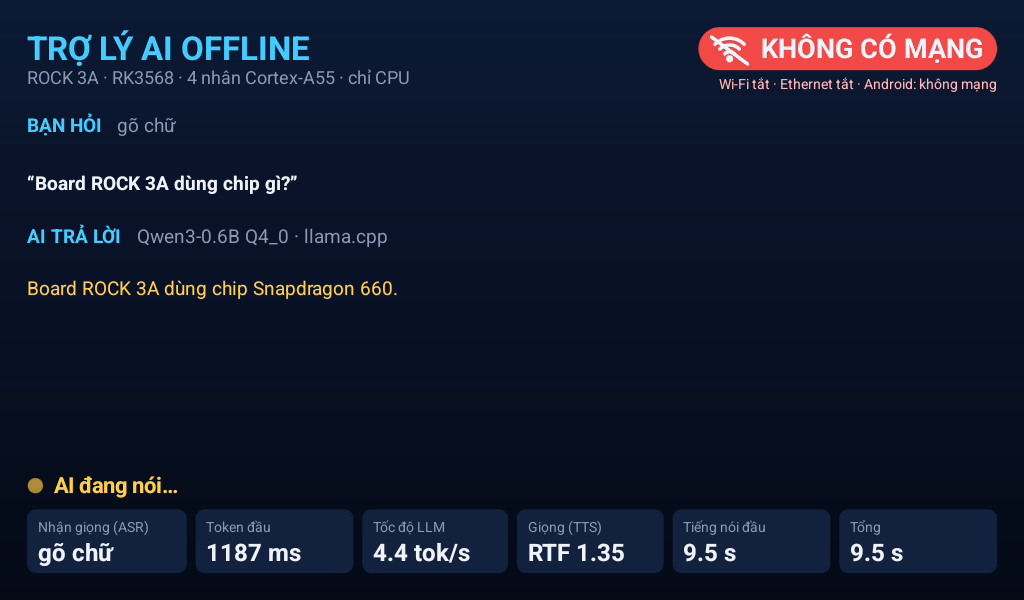 TRỢ LÝ AI OFFLINE
ROCK 3A · RK3568 · 4 nhân Cortex-A55 · chỉ CPU
KHÔNG CÓ MẠNG
Wi-Fi tắt · Ethernet tắt · Android: không mạng
BẠN HỎI gõ chữ
“Board ROCK 3A dùng chip gì?”
AI TRẢ LỜI Qwen3-0.6B Q4_0 · llama.cpp
Board ROCK 3A dùng chip Snapdragon 660.
AI đang nói...
Nhận giọng (ASR)
gõ chữ
Token đầu
1187 ms
Tốc độ LLM
4.4 tok/s
Giọng (TTS)
RTF 1.35
Tiếng nói đầu
9.5 s
Tổng
9.5 s